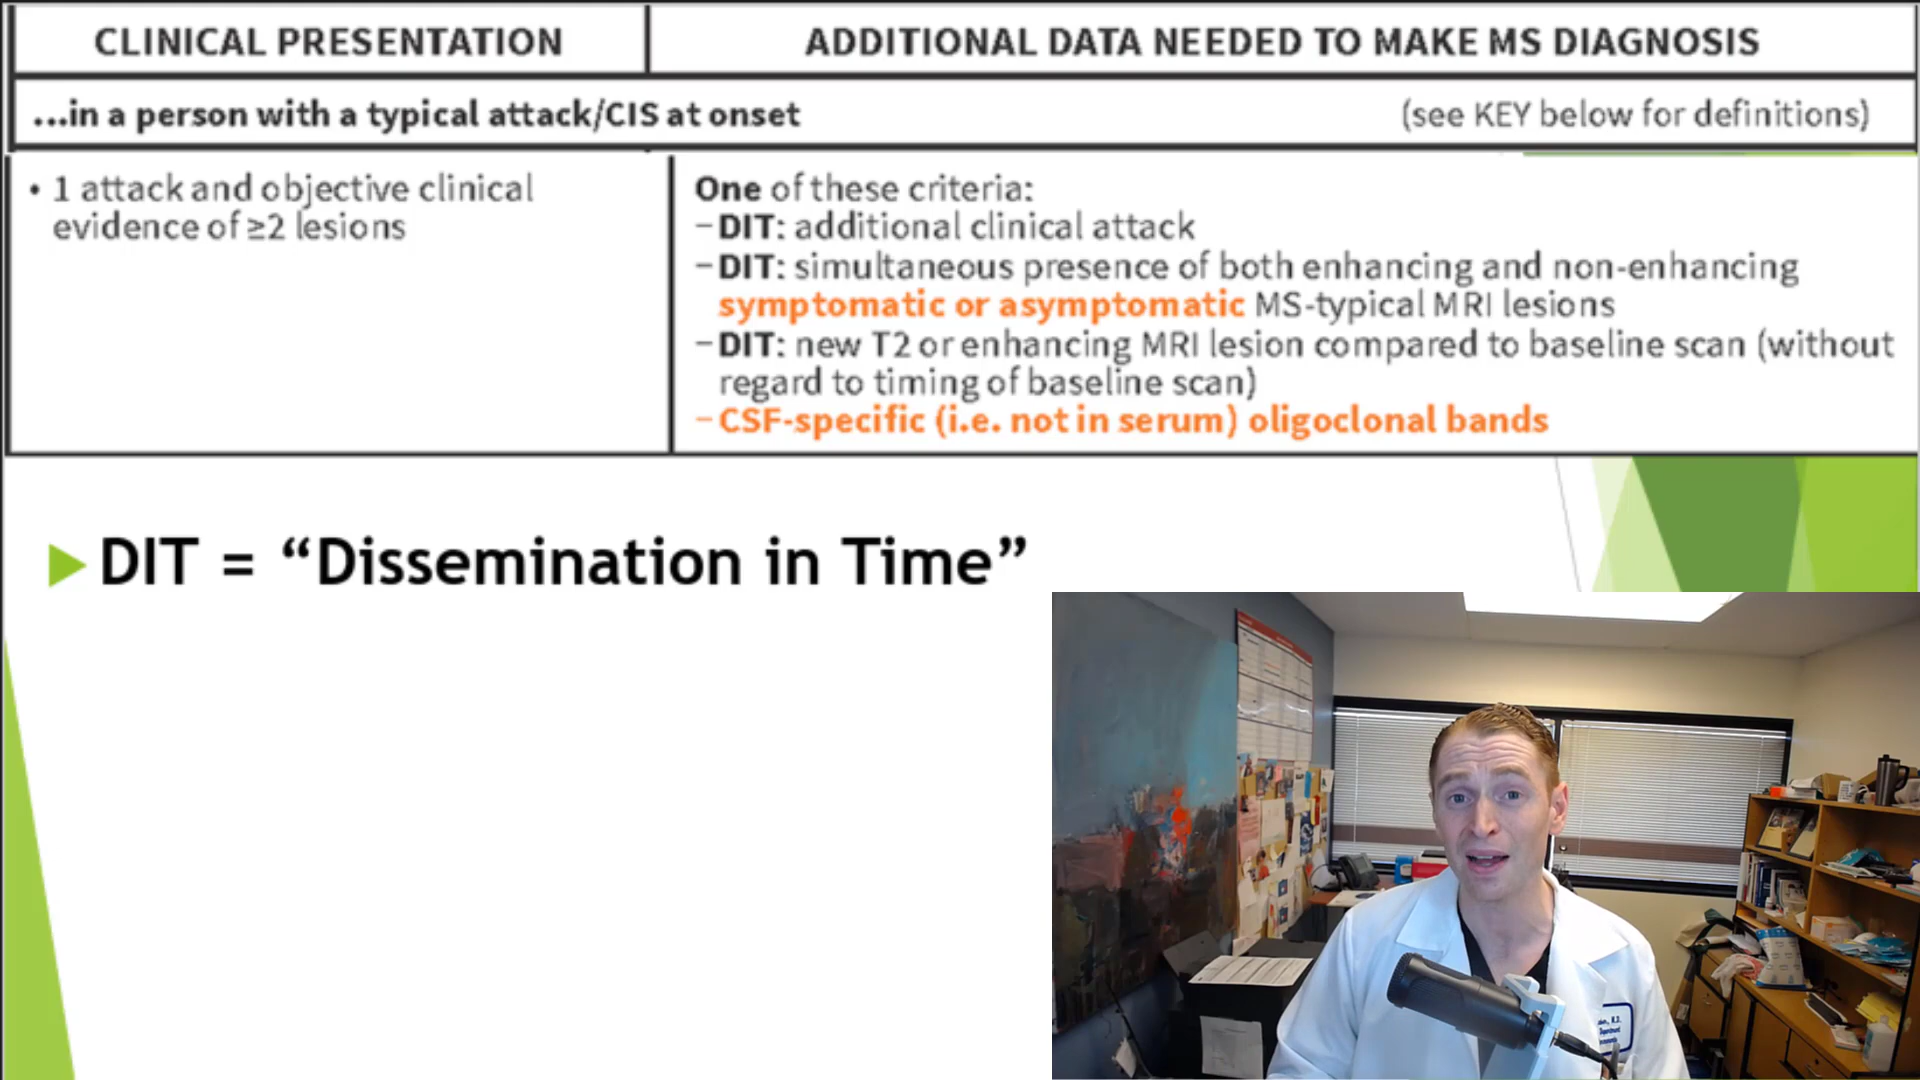 CLINICAL PRESENTATION
ADDITIONAL DATA NEEDED TO MAKE MS DIAGNOSIS
...in a person with a typical attack/CIS at onset
(see KEY below for definitions)
• 1 attack and objective clinical
evidence of ≥2 lesions
One of these criteria:
–DIT: additional clinical attack
–DIT: simultaneous presence of both enhancing and non-enhancing
symptomatic or asymptomatic MS-typical MRI lesions
–DIT: new T2 or enhancing MRI lesion compared to baseline scan (without
regard to timing of baseline scan)
–CSF-specific (i.e. not in serum) oligoclonal bands
DIT = “Dissemination in Time”